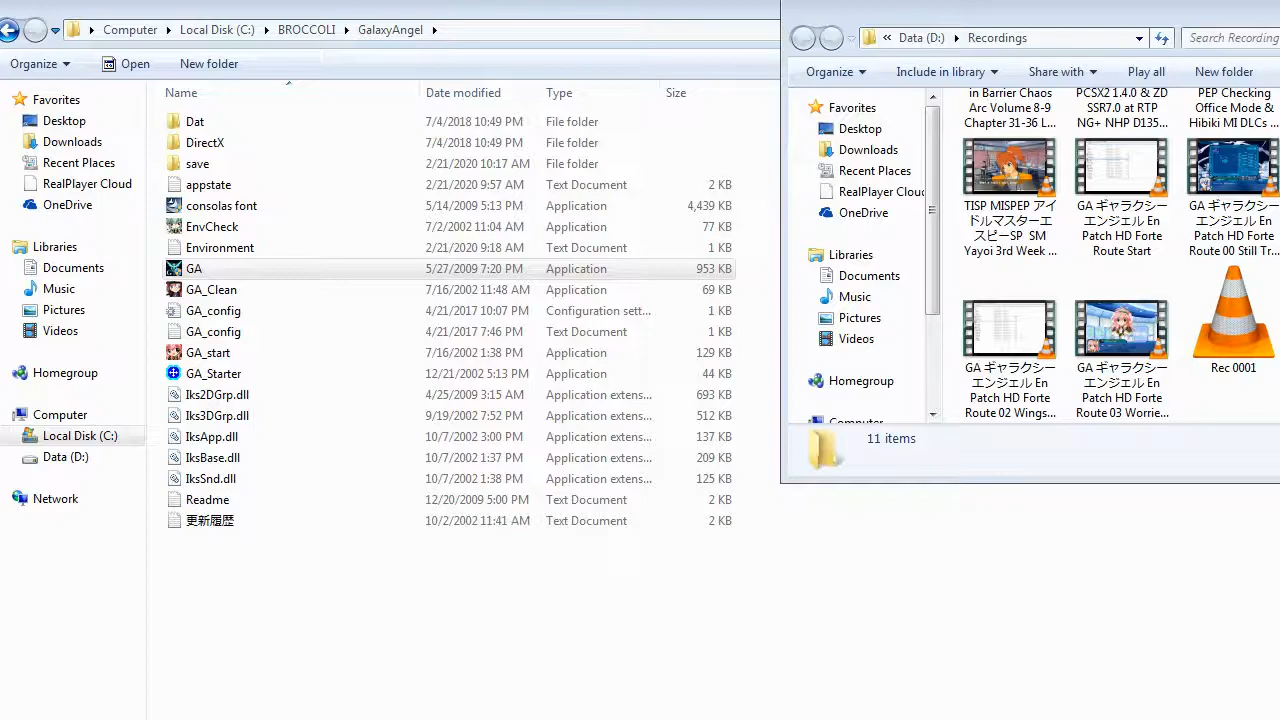 Computer Local Disk (C:) BROCCOLI GalaxyAngel
Organize Open New folder
Favorites
Desktop
Downloads
Recent Places
RealPlayer Cloud
OneDrive
Libraries
Documents
Music
Pictures
Videos
Homegroup
Computer
Local Disk (C:)
Data (D:)
Network
Name Date modified Type Size
Dat 7/4/2018 10:49 PM File folder
DirectX 7/4/2018 10:49 PM File folder
save 2/21/2020 10:17 AM File folder
appstate 2/21/2020 9:57 AM Text Document 2 KB
consolas font 5/14/2009 5:13 PM Application 4,439 KB
EnvCheck 7/7/2002 11:04 AM Application 77 KB
Environment 2/21/2020 9:18 AM Text Document 1 KB
GA 5/27/2009 7:20 PM Application 953 KB
GA_Clean 7/16/2002 11:48 AM Application 69 KB
GA_config 4/21/2017 10:07 PM Configuration sett... 1 KB
GA_config 4/21/2017 7:46 PM Text Document 1 KB
GA_start 7/16/2002 1:38 PM Application 129 KB
GA_Starter 12/21/2002 5:13 PM Application 44 KB
Iks2DGrp.dll 4/25/2009 3:15 AM Application extens... 693 KB
Iks3DGrp.dll 9/19/2002 7:52 PM Application extens... 512 KB
IksApp.dll 10/7/2002 3:00 PM Application extens... 137 KB
IksBase.dll 10/7/2002 1:37 PM Application extens... 209 KB
IksSnd.dll 10/7/2002 1:38 PM Application extens... 125 KB
Readme 12/20/2009 5:00 PM Text Document 2 KB
更新履歴 10/2/2002 11:41 AM Text Document 2 KB
« Data (D:) Recordings Search Recording
Organize Include in library Share with Play all New folder
Favorites
Desktop
Downloads
Recent Places
RealPlayer Clou
OneDrive
Libraries
Documents
Music
Pictures
Videos
Homegroup
Computer
in Barrier Chaos
Arc Volume 8-9
Chapter 31-36 L...
PCSX2 1.4.0 & ZD
SSR7.0 at RTP
NG+ NHP D135...
PEP Checking
Office Mode &
Hibiki MI DLCs ...
TISP MISPEP アイ
ドルマスターエ
スピーSP SM
Yayoi 3rd Week ...
GA ギャラクシー
エンジェル En
Patch HD Forte
Route Start
GA ギャラクシー
エンジェル En
Patch HD Forte
Route 00 Still Tr...
GA ギャラクシー
エンジェル En
Patch HD Forte
Route 02 Wings...
GA ギャラクシー
エンジェル En
Patch HD Forte
Route 03 Worrie...
Rec 0001
11 items